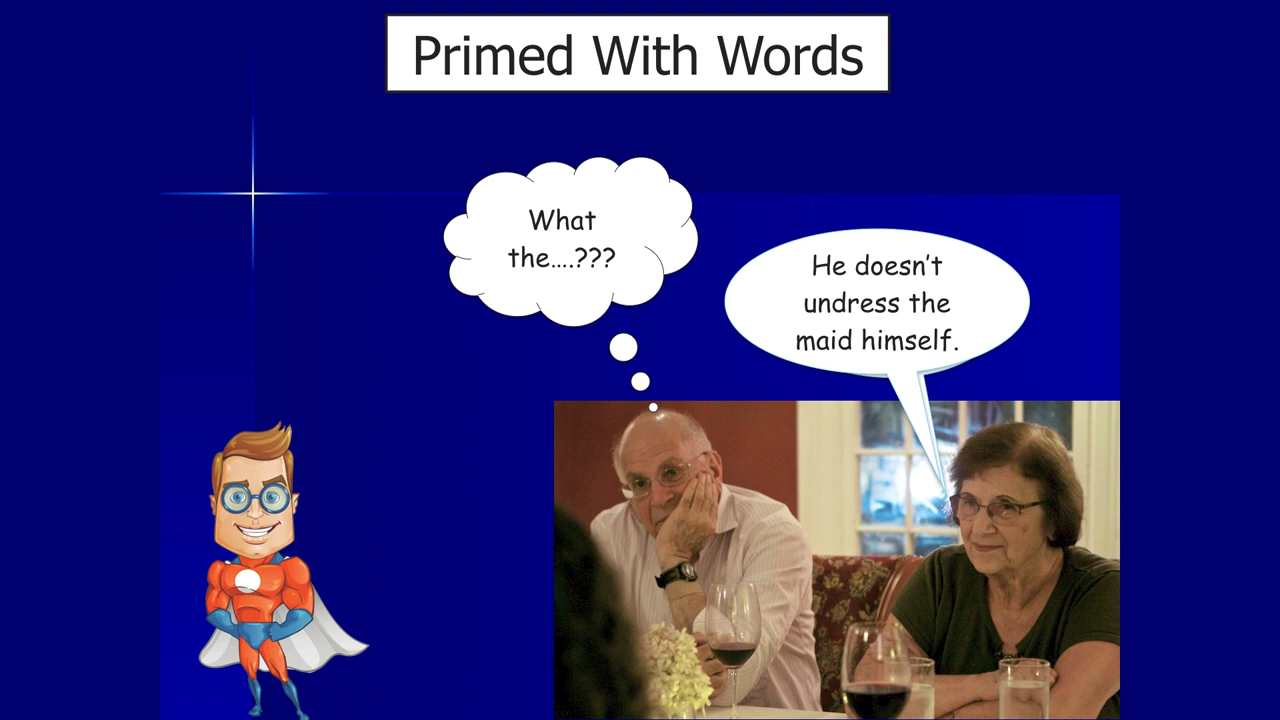 Primed With Words
What
the....???
He doesn’t
undress the
maid himself.